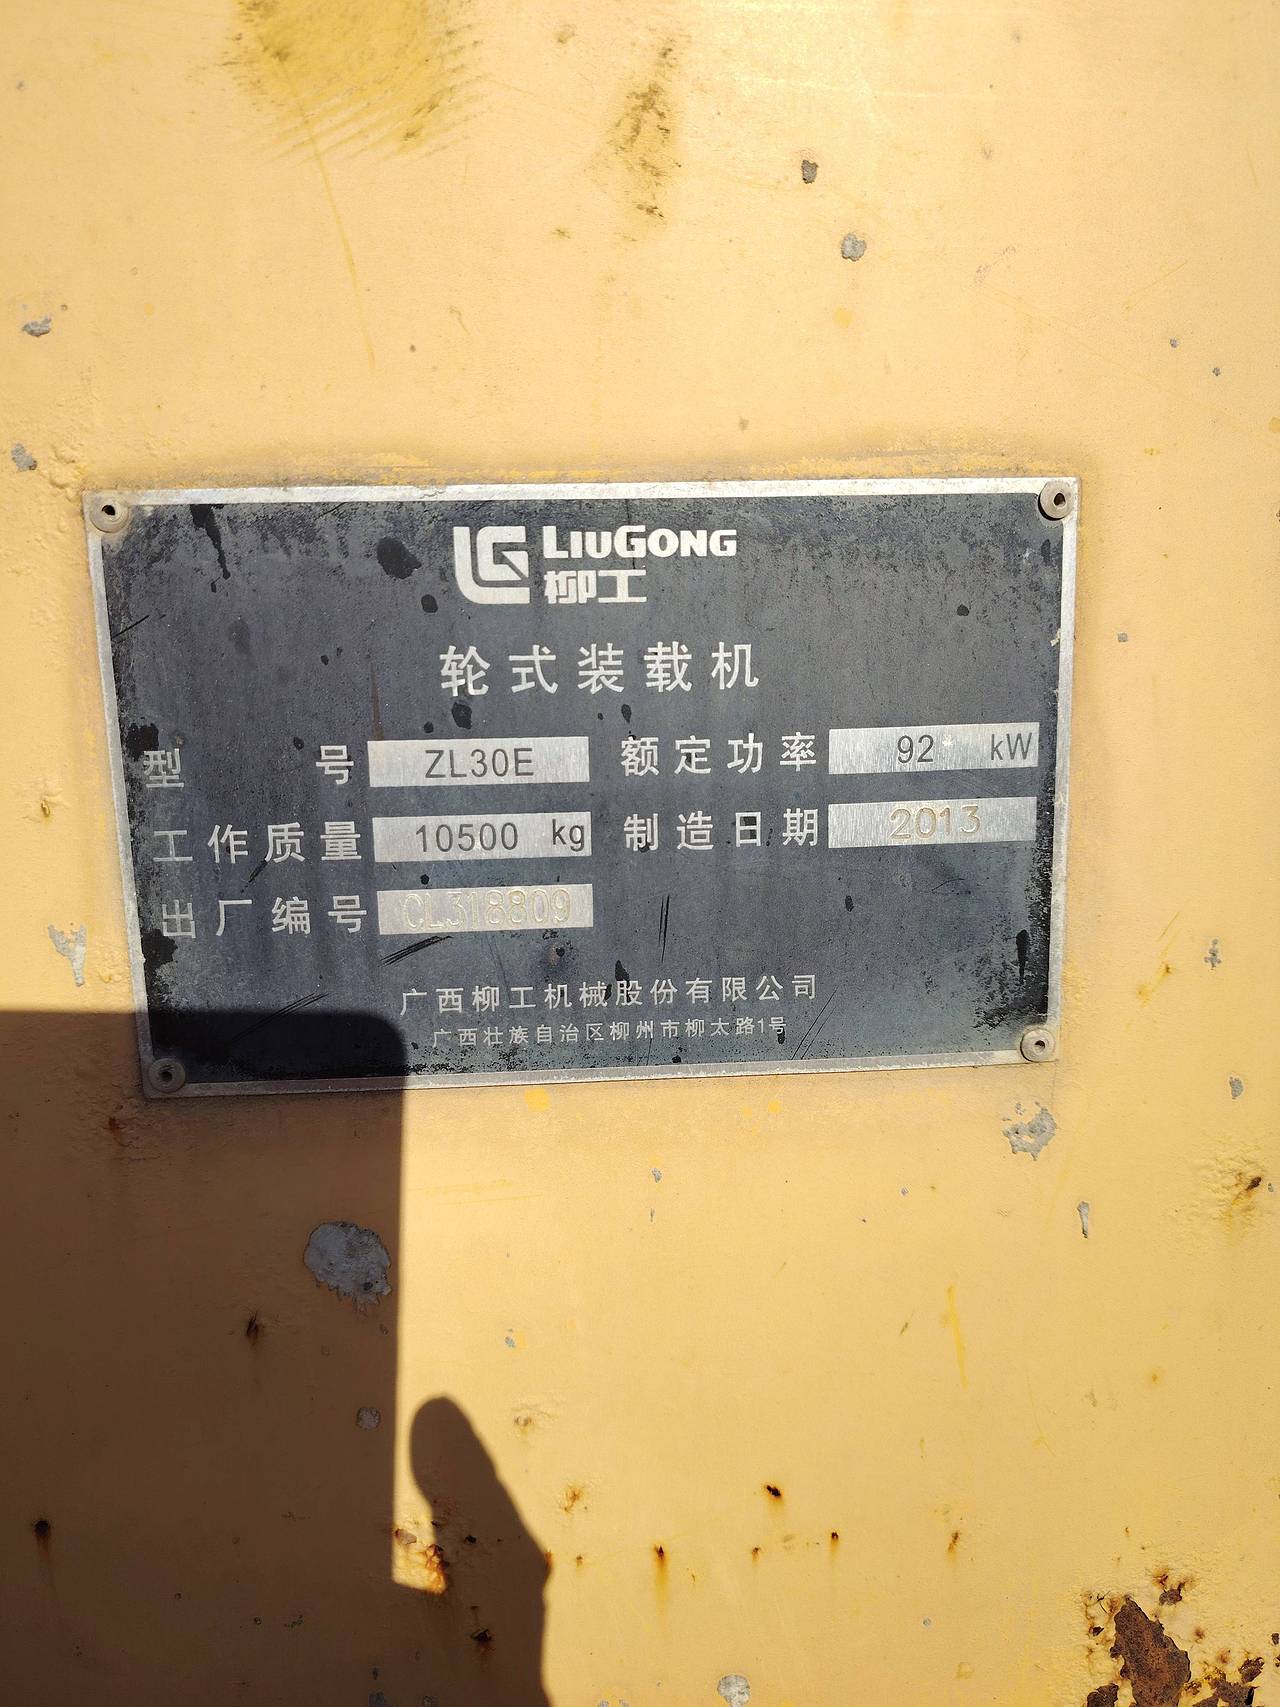 LG LIUGONG
柳工
轮式装载机
型号 ZL30E 额定功率 92 kW
工作质量 10500 kg 制造日期 2013
出厂编号 CL318809
广西柳工机械股份有限公司
广西壮族自治区柳州市柳太路1号